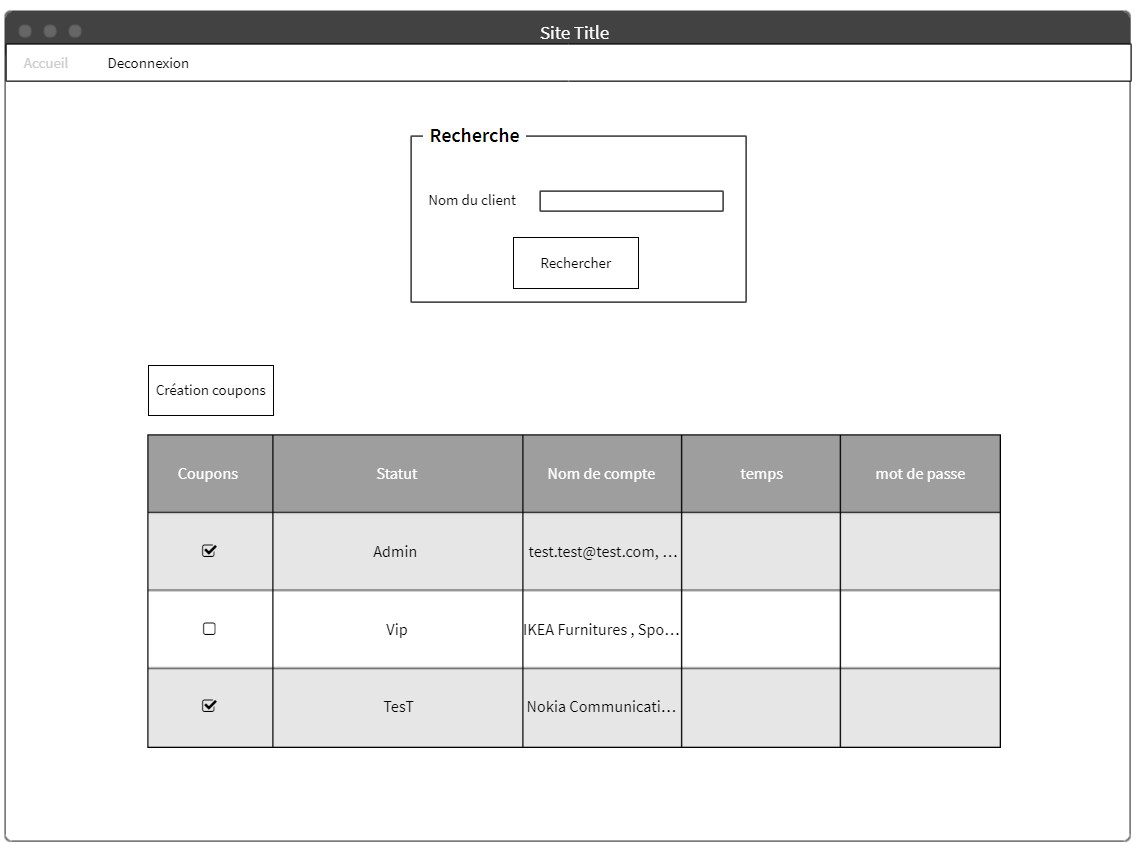 Site Title
Accueil Deconnexion
Recherche
Nom du client
Rechercher
Création coupons
Coupons Statut Nom de compte temps mot de passe
Admin test.test@test.com, ...
Vip IKEA Furnitures , Spo...
TesT Nokia Communicati...